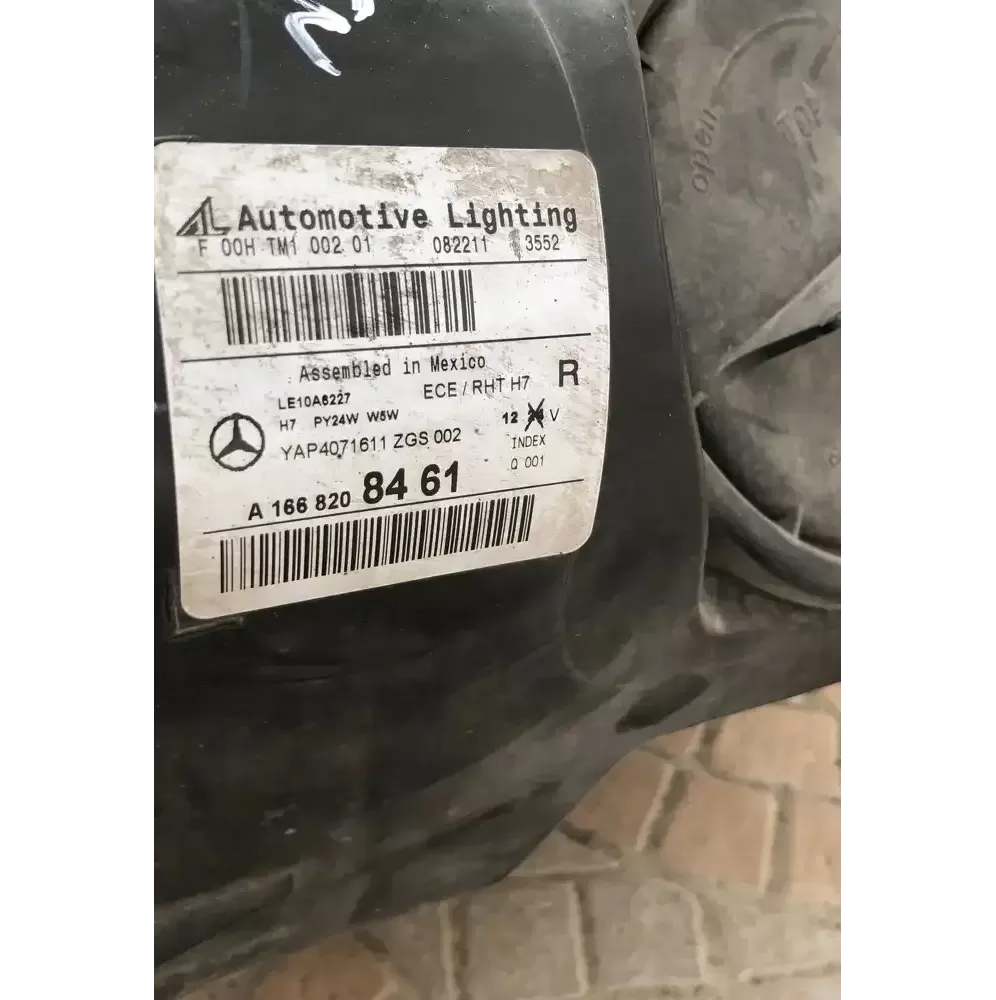 AL Automotive Lighting
F 00H TM1 002 01 082211 3552
Assembled in Mexico
LE10A6227 ECE / RHT H7 R
H7 PY24W W5W 12 V
YAP4071611 ZGS 002 INDEX
Q 001
A 166 820 84 61
open